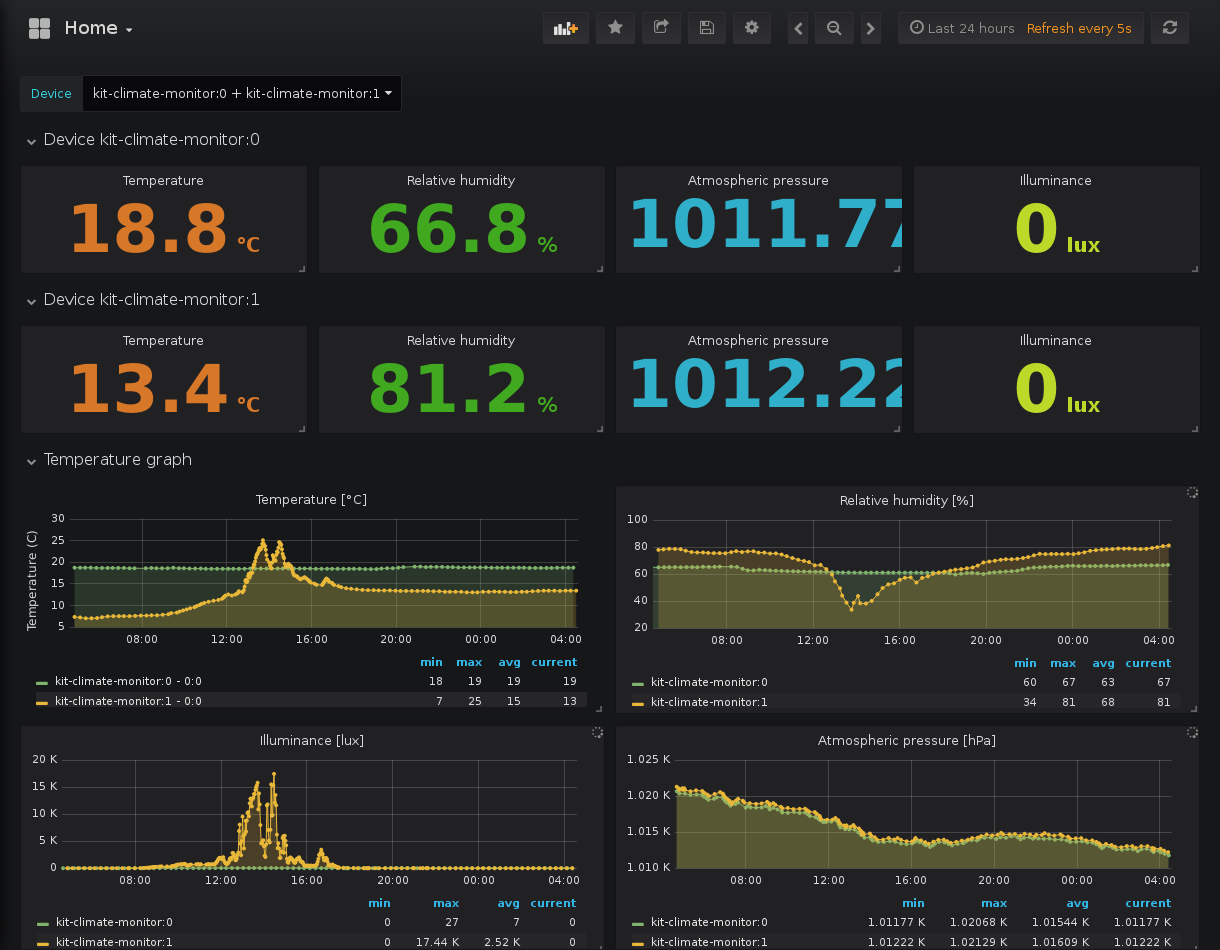 Home
Last 24 hours Refresh every 5s
Device kit-climate-monitor:0 + kit-climate-monitor:1
Device kit-climate-monitor:0
Temperature Relative humidity Atmospheric pressure Illuminance
18.8 °C 66.8 % 1011.77 0 lux
Device kit-climate-monitor:1
Temperature Relative humidity Atmospheric pressure Illuminance
13.4 °C 81.2 % 1012.22 0 lux
Temperature graph
Temperature [°C]
Temperature (C)
30
25
20
15
10
5
08:00 12:00 16:00 20:00 00:00 04:00
min max avg current
kit-climate-monitor:0 - 0:0 18 19 19 19
kit-climate-monitor:1 - 0:0 7 25 15 13
Relative humidity [%]
100
80
60
40
20
08:00 12:00 16:00 20:00 00:00 04:00
min max avg current
kit-climate-monitor:0 60 67 63 67
kit-climate-monitor:1 34 81 68 81
Illuminance [lux]
20 K
15 K
10 K
5 K
0
08:00 12:00 16:00 20:00 00:00 04:00
min max avg current
kit-climate-monitor:0 0 27 7 0
kit-climate-monitor:1 0 17.44 K 2.52 K 0
Atmospheric pressure [hPa]
1.025 K
1.020 K
1.015 K
1.010 K
08:00 12:00 16:00 20:00 00:00 04:00
min max avg current
kit-climate-monitor:0 1.01177 K 1.02068 K 1.01544 K 1.01177 K
kit-climate-monitor:1 1.01222 K 1.02129 K 1.01609 K 1.01222 K